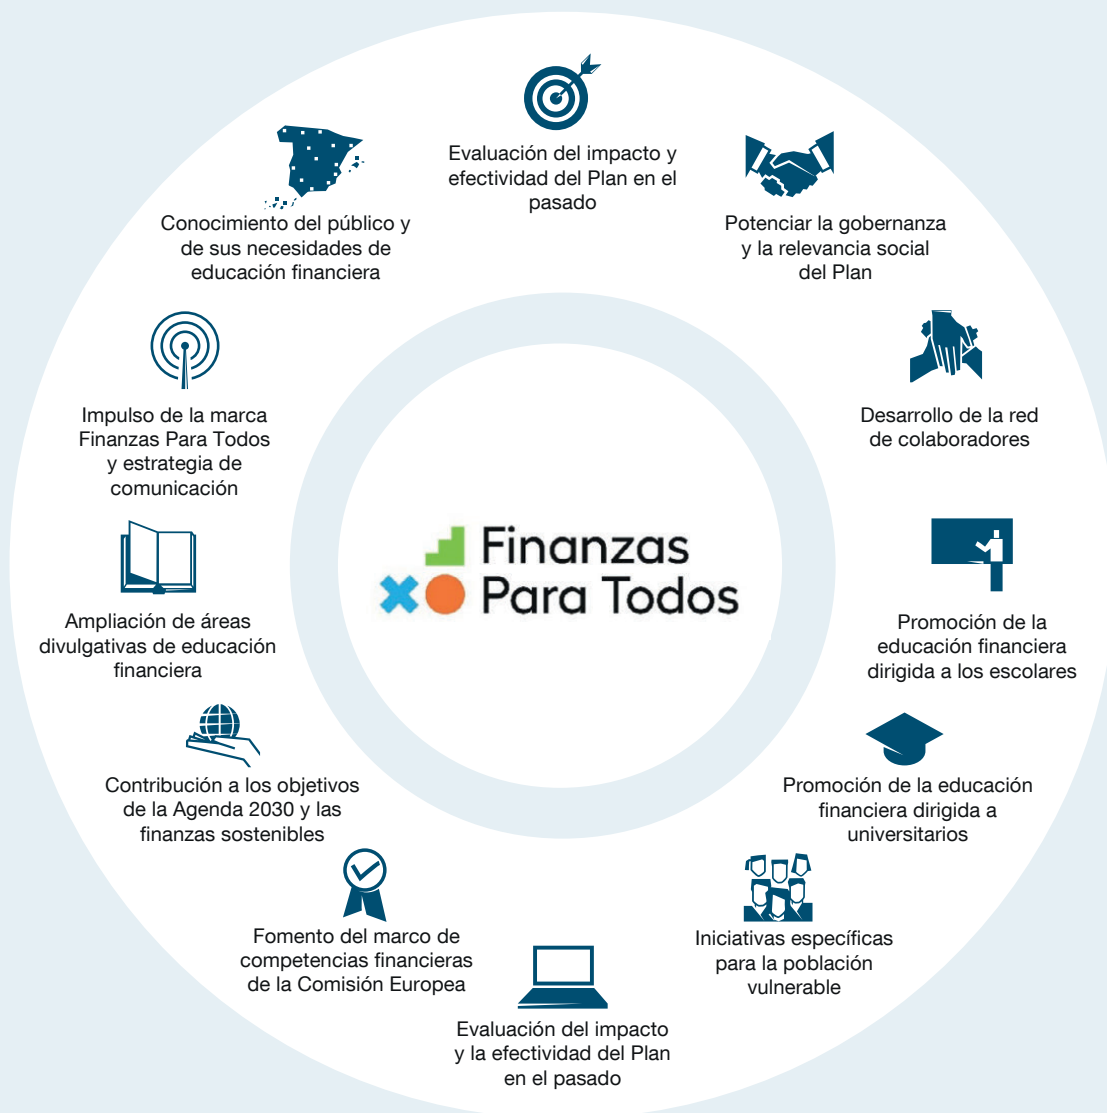 Evaluación del impacto y
efectividad del Plan en el
pasado
Potenciar la gobernanza
y la relevancia social
del Plan
Desarrollo de la red
de colaboradores
Promoción de la
educación financiera
dirigida a los escolares
Promoción de la educación
financiera dirigida a
universitarios
Iniciativas específicas
para la población
vulnerable
Evaluación del impacto
y la efectividad del Plan
en el pasado
Fomento del marco de
competencias financieras
de la Comisión Europea
Contribución a los objetivos
de la Agenda 2030 y las
finanzas sostenibles
Ampliación de áreas
divulgativas de educación
financiera
Impulso de la marca
Finanzas Para Todos
y estrategia de
comunicación
Conocimiento del público y
de sus necesidades de
educación financiera
Finanzas
Para Todos